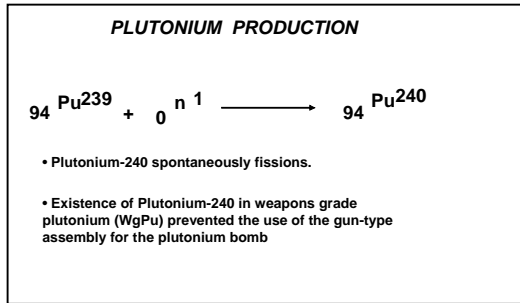 PLUTONIUM PRODUCTION
94 Pu239 + 0 n 1 ⟶ 94 Pu240
• Plutonium-240 spontaneously fissions.
• Existence of Plutonium-240 in weapons grade
plutonium (WgPu) prevented the use of the gun-type
assembly for the plutonium bomb